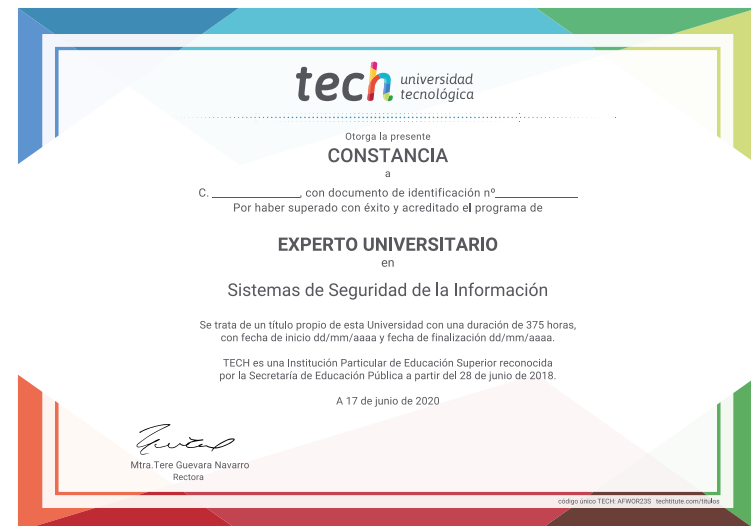 tech universidad
tecnológica
Otorga la presente
CONSTANCIA
a
C. ______________, con documento de identificación nº______________
Por haber superado con éxito y acreditado el programa de
EXPERTO UNIVERSITARIO
en
Sistemas de Seguridad de la Información
Se trata de un título propio de esta Universidad con una duración de 375 horas,
con fecha de inicio dd/mm/aaaa y fecha de finalización dd/mm/aaaa.
TECH es una Institución Particular de Educación Superior reconocida
por la Secretaría de Educación Pública a partir del 28 de junio de 2018.
A 17 de junio de 2020
Mtra.Tere Guevara Navarro
Rectora
código único TECH: AFWOR23S techtitute.com/titulos